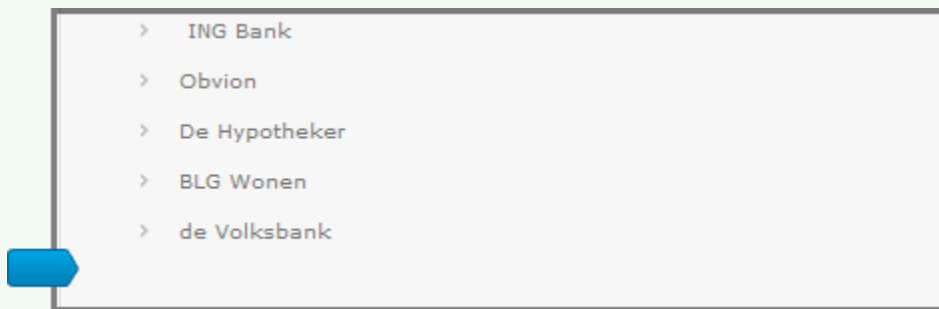 ING Bank
Obvion
De Hypotheker
BLG Wonen
de Volksbank